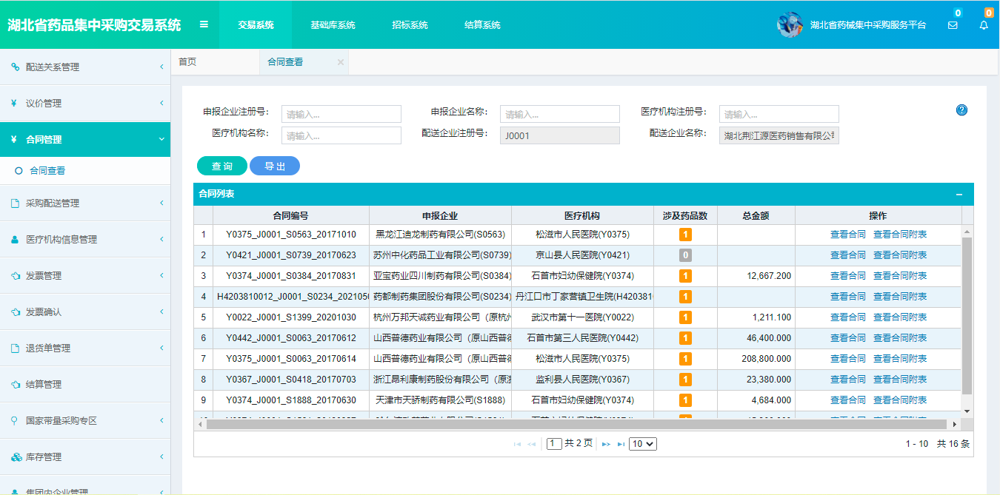 湖北省药品集中采购交易系统 交易系统 基础库系统 招标系统 结算系统 湖北省药械集中采购服务平台 0 0
配送关系管理
议价管理
合同管理
合同查看
采购配送管理
医疗机构信息管理
发票管理
发票确认
退货单管理
结算管理
国家带量采购专区
库存管理
集团内企业管理
首页 合同查看 ×
申报企业注册号： 请输入... 申报企业名称： 请输入... 医疗机构注册号： 请输入...
医疗机构名称： 请输入... 配送企业注册号： J0001 配送企业名称： 湖北荆江源医药销售有限公司
查 询 导 出
合同列表
合同编号 申报企业 医疗机构 涉及药品数 总金额 操作
1 Y0375_J0001_S0563_20171010 黑龙江迪龙制药有限公司(S0563) 松滋市人民医院(Y0375) 1 查看合同 查看合同附表
2 Y0421_J0001_S0739_20170623 苏州中化药品工业有限公司(S0739) 京山县人民医院(Y0421) 0 查看合同 查看合同附表
3 Y0374_J0001_S0384_20170831 亚宝药业四川制药有限公司(S0384) 石首市妇幼保健院(Y0374) 1 12,667.200 查看合同 查看合同附表
4 H4203810012_J0001_S0234_202105 药都制药集团股份有限公司(S0234) 丹江口市丁家营镇卫生院(H420381 1 查看合同 查看合同附表
5 Y0022_J0001_S1399_20201030 杭州万邦天诚药业有限公司（原杭州 武汉市第十一医院(Y0022) 1 1,211.100 查看合同 查看合同附表
6 Y0442_J0001_S0063_20170612 山西普德药业有限公司（原山西普德 石首市第三人民医院(Y0442) 1 46,400.000 查看合同 查看合同附表
7 Y0375_J0001_S0063_20170614 山西普德药业有限公司（原山西普德 松滋市人民医院(Y0375) 1 208,800.000 查看合同 查看合同附表
8 Y0367_J0001_S0418_20170703 浙江昂利康制药股份有限公司（原浙 监利县人民医院(Y0367) 1 23,380.000 查看合同 查看合同附表
9 Y0374_J0001_S1888_20170630 天津市天骄制药有限公司(S1888) 石首市妇幼保健院(Y0374) 1 4,684.000 查看合同 查看合同附表
1 共 2 页 10 1 - 10 共 16 条